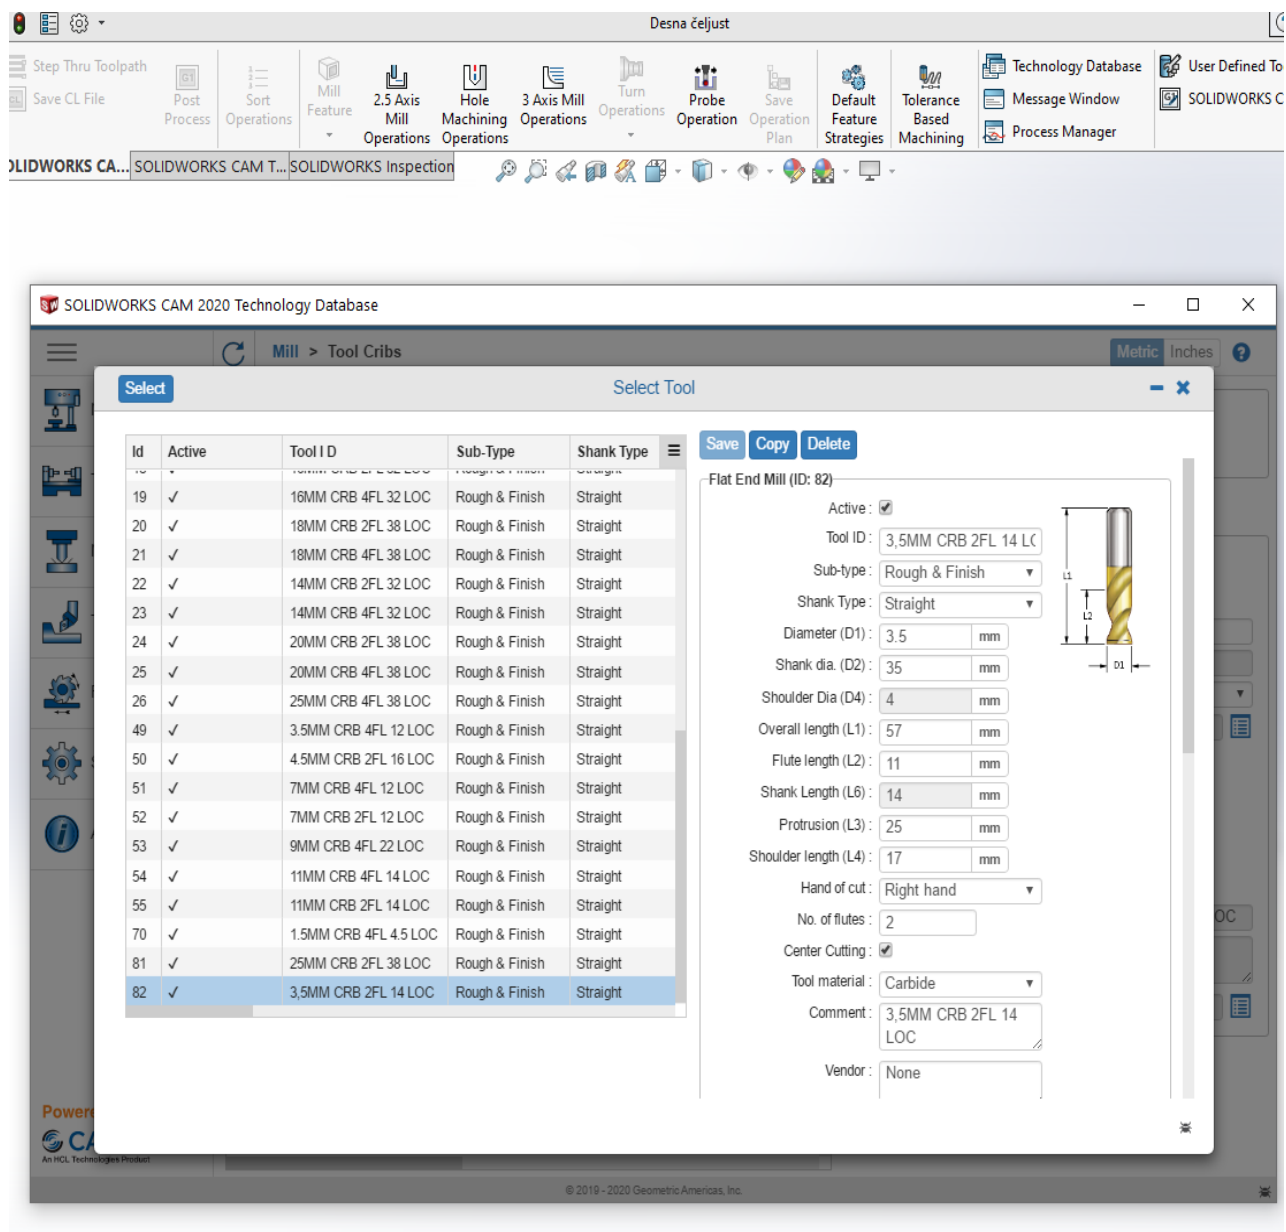 Desna čeljust
Step Thru Toolpath
Save CL File
G1
Post Process
Sort Operations
Mill Feature
2.5 Axis Mill Operations
Hole Machining Operations
3 Axis Mill Operations
Turn Operations
Probe Operation
Save Operation Plan
Default Feature Strategies
Tolerance Based Machining
Technology Database
Message Window
Process Manager
User Defined To
SOLIDWORKS C
OLIDWORKS CA... SOLIDWORKS CAM T... SOLIDWORKS Inspection
SOLIDWORKS CAM 2020 Technology Database
Mill > Tool Cribs
Metric Inches
Select
Select Tool
Id Active Tool I D Sub-Type Shank Type
19 ✓ 16MM CRB 4FL 32 LOC Rough & Finish Straight
20 ✓ 18MM CRB 2FL 38 LOC Rough & Finish Straight
21 ✓ 18MM CRB 4FL 38 LOC Rough & Finish Straight
22 ✓ 14MM CRB 2FL 32 LOC Rough & Finish Straight
23 ✓ 14MM CRB 4FL 32 LOC Rough & Finish Straight
24 ✓ 20MM CRB 2FL 38 LOC Rough & Finish Straight
25 ✓ 20MM CRB 4FL 38 LOC Rough & Finish Straight
26 ✓ 25MM CRB 4FL 38 LOC Rough & Finish Straight
49 ✓ 3.5MM CRB 4FL 12 LOC Rough & Finish Straight
50 ✓ 4.5MM CRB 2FL 16 LOC Rough & Finish Straight
51 ✓ 7MM CRB 4FL 12 LOC Rough & Finish Straight
52 ✓ 7MM CRB 2FL 12 LOC Rough & Finish Straight
53 ✓ 9MM CRB 4FL 22 LOC Rough & Finish Straight
54 ✓ 11MM CRB 4FL 14 LOC Rough & Finish Straight
55 ✓ 11MM CRB 2FL 14 LOC Rough & Finish Straight
70 ✓ 1.5MM CRB 4FL 4.5 LOC Rough & Finish Straight
81 ✓ 25MM CRB 2FL 38 LOC Rough & Finish Straight
82 ✓ 3,5MM CRB 2FL 14 LOC Rough & Finish Straight
Save Copy Delete
Flat End Mill (ID: 82)
Active :
Tool ID : 3,5MM CRB 2FL 14 L
Sub-type : Rough & Finish
Shank Type : Straight
Diameter (D1) : 3.5 mm
Shank dia. (D2) : 35 mm
Shoulder Dia (D4) : 4 mm
Overall length (L1) : 57 mm
Flute length (L2) : 11 mm
Shank Length (L6) : 14 mm
Protrusion (L3) : 25 mm
Shoulder length (L4) : 17 mm
Hand of cut : Right hand
No. of flutes : 2
Center Cutting :
Tool material : Carbide
Comment : 3,5MM CRB 2FL 14
LOC
Vendor : None
L1
L2
D1
OC
Powere
CA
An HCL Technologies Product
© 2019 - 2020 Geometric Americas, Inc.